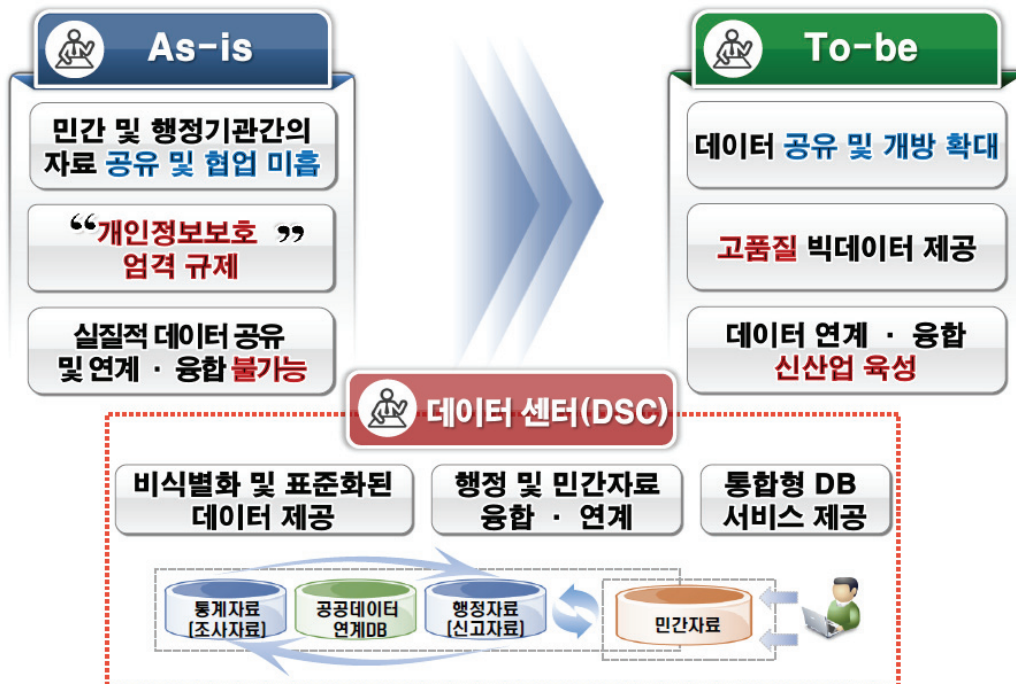 As-is
민간 및 행정기관간의
자료 공유 및 협업 미흡
“개인정보보호 ”
엄격 규제
실질적 데이터 공유
및 연계 · 융합 불가능
To-be
데이터 공유 및 개방 확대
고품질 빅데이터 제공
데이터 연계 · 융합
신산업 육성
데이터 센터(DSC)
비식별화 및 표준화된
데이터 제공
행정 및 민간자료
융합 · 연계
통합형 DB
서비스 제공
통계자료
[조사자료]
공공데이터
연계DB
행정자료
[신고자료]
민간자료